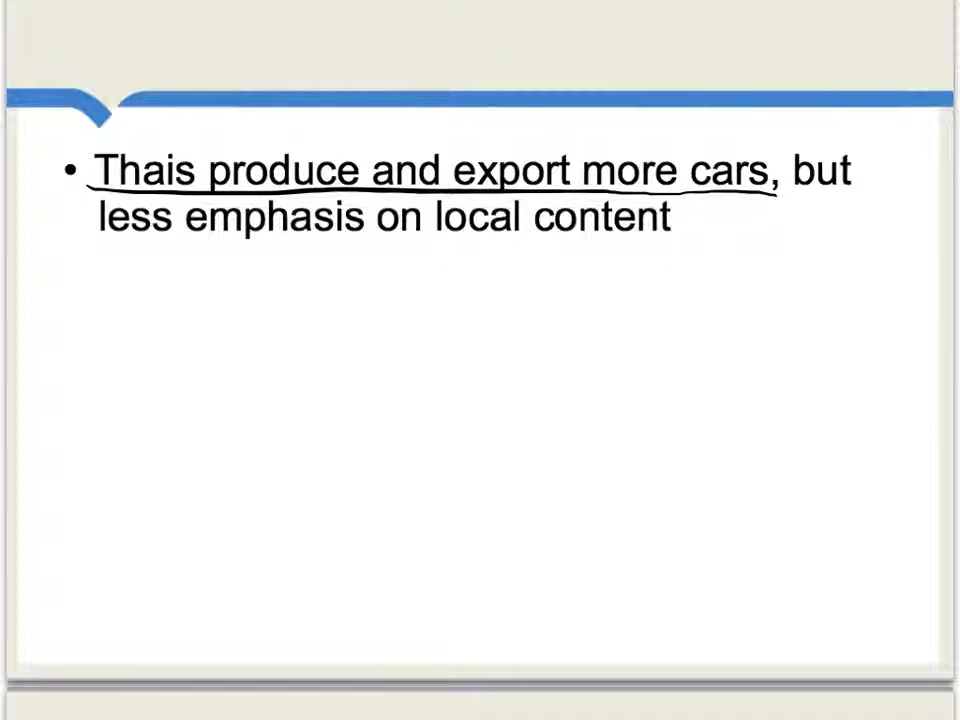 • Thais produce and export more cars, but
less emphasis on local content